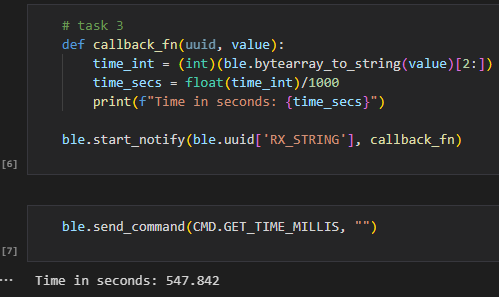 # task 3
def callback_fn(uuid, value):
    time_int = (int)(ble.bytearray_to_string(value)[2:])
    time_secs = float(time_int)/1000
    print(f"Time in seconds: {time_secs}")
ble.start_notify(ble.uuid['RX_STRING'], callback_fn)
[6]
ble.send_command(CMD.GET_TIME_MILLIS, "")
[7]
... Time in seconds: 547.842